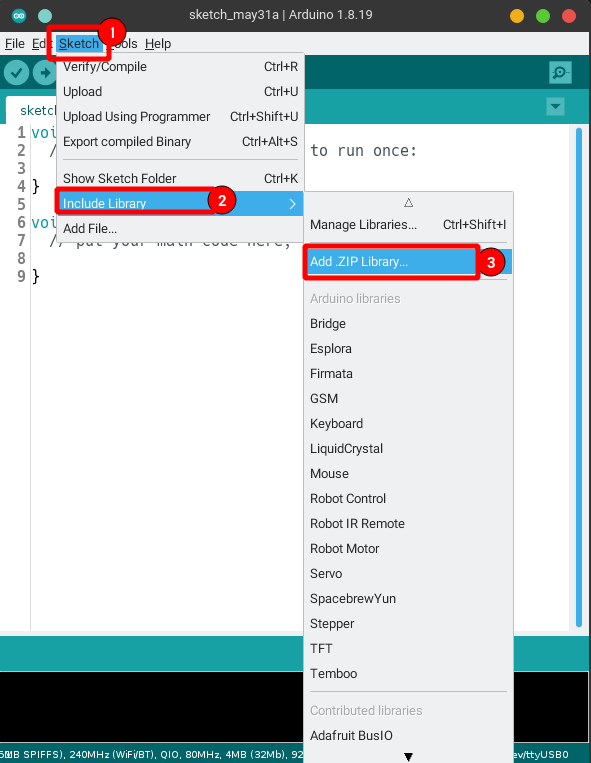 sketch_may31a | Arduino 1.8.19
1
File Edi Sketch Tools Help
Verify/Compile Ctrl+R
Upload Ctrl+U
Upload Using Programmer Ctrl+Shift+U
Export compiled Binary Ctrl+Alt+S
Show Sketch Folder Ctrl+K
Include Library 2
Add File...
sketch
1 voi
2 / to run once:
3
4 }
5
6 voi
7 // put your main code here,
8
9 }
Manage Libraries... Ctrl+Shift+I
Add .ZIP Library... 3
Arduino libraries
Bridge
Esplora
Firmata
GSM
Keyboard
LiquidCrystal
Mouse
Robot Control
Robot IR Remote
Robot Motor
Servo
SpacebrewYun
Stepper
TFT
Temboo
Contributed libraries
Adafruit BusIO
MB SPIFFS), 240MHz (WiFi/BT), QIO, 80MHz, 4MB (32Mb), 92 ev/ttyUSB0